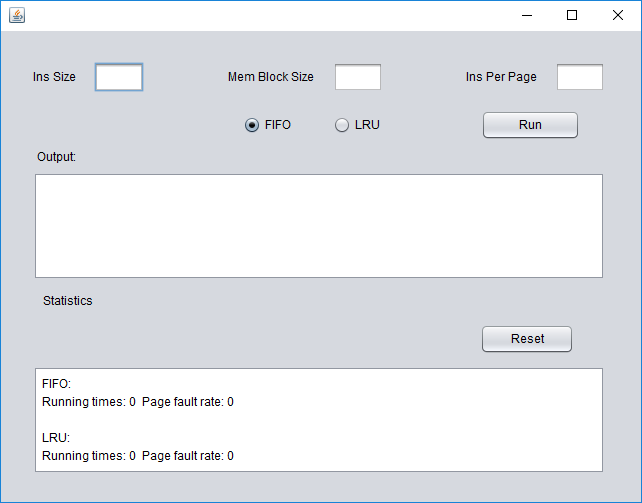 Ins Size Mem Block Size Ins Per Page
FIFO LRU Run
Output:
Statistics
Reset
FIFO:
Running times: 0 Page fault rate: 0
LRU:
Running times: 0 Page fault rate: 0